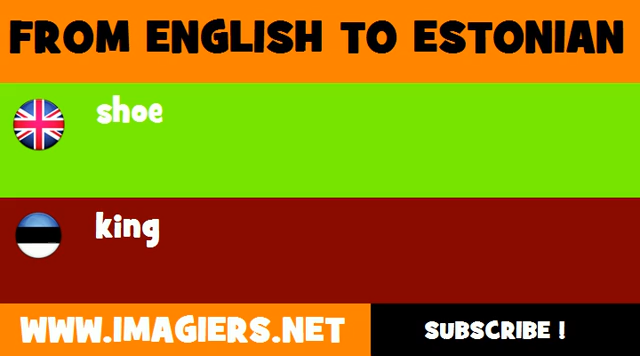 FROM ENGLISH TO ESTONIAN
shoe
king
WWW.IMAGIERS.NET
SUBSCRIBE !